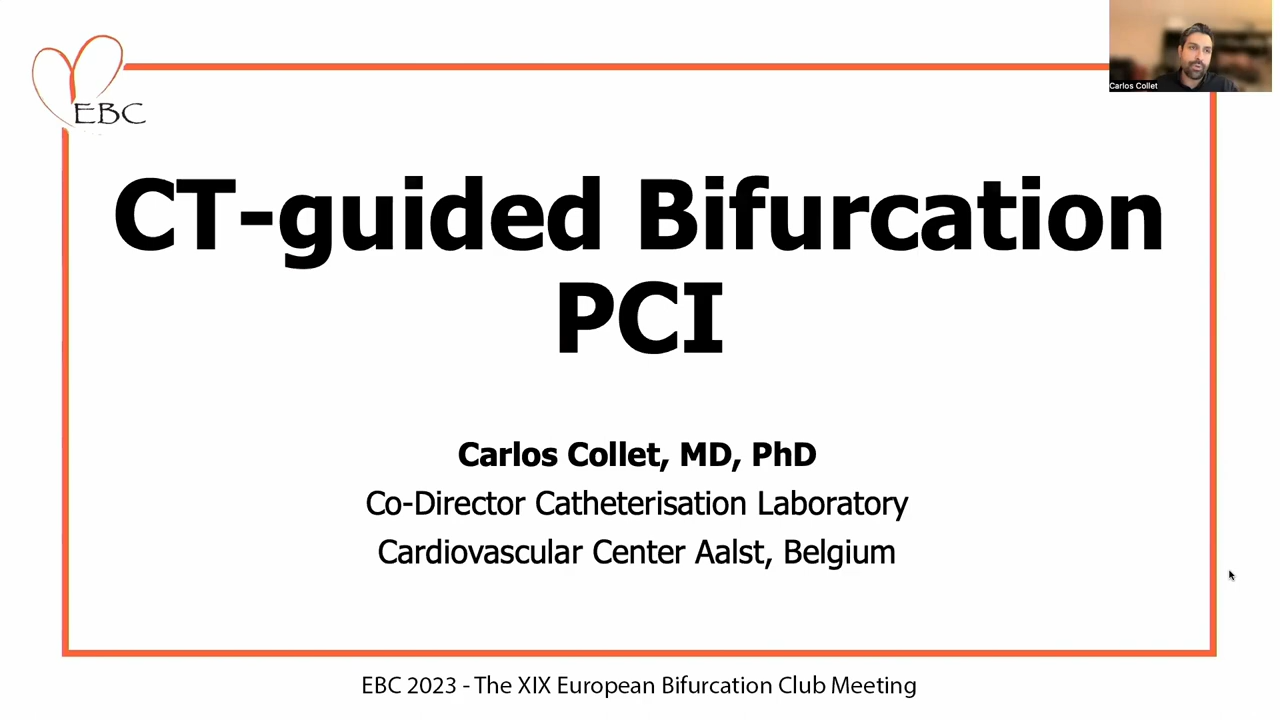 EBC
Carlos Collet
CT-guided Bifurcation
PCI
Carlos Collet, MD, PhD
Co-Director Catheterisation Laboratory
Cardiovascular Center Aalst, Belgium
EBC 2023 - The XIX European Bifurcation Club Meeting